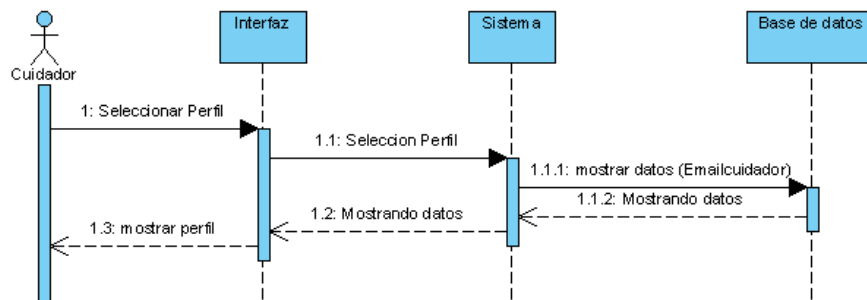 Interfaz
Sistema
Base de datos
Cuidador
1: Seleccionar Perfil
1.1: Seleccion Perfil
1.1.1: mostrar datos (Emailcuidador)
1.1.2: Mostrando datos
1.2: Mostrando datos
1.3: mostrar perfil